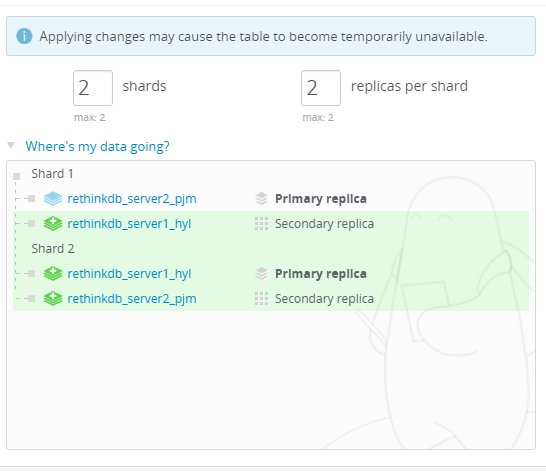 Applying changes may cause the table to become temporarily unavailable.
2 shards 2 replicas per shard
max: 2 max: 2
Where's my data going?
Shard 1
rethinkdb_server2_pjm Primary replica
rethinkdb_server1_hyl Secondary replica
Shard 2
rethinkdb_server1_hyl Primary replica
rethinkdb_server2_pjm Secondary replica